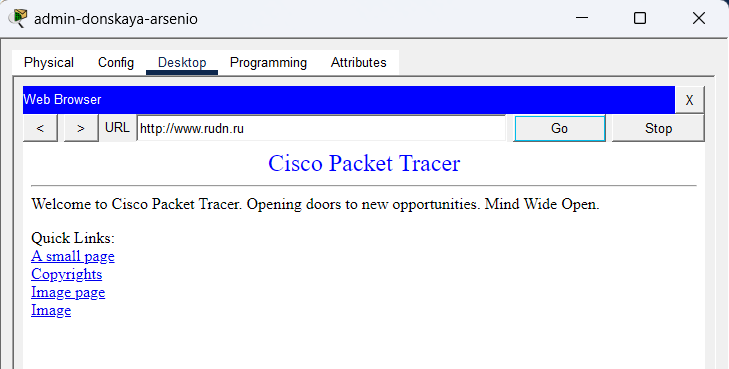 admin-donskaya-arsenio
Physical Config Desktop Programming Attributes
Web Browser X
< > URL http://www.rudn.ru Go Stop
Cisco Packet Tracer
Welcome to Cisco Packet Tracer. Opening doors to new opportunities. Mind Wide Open.
Quick Links:
A small page
Copyrights
Image page
Image